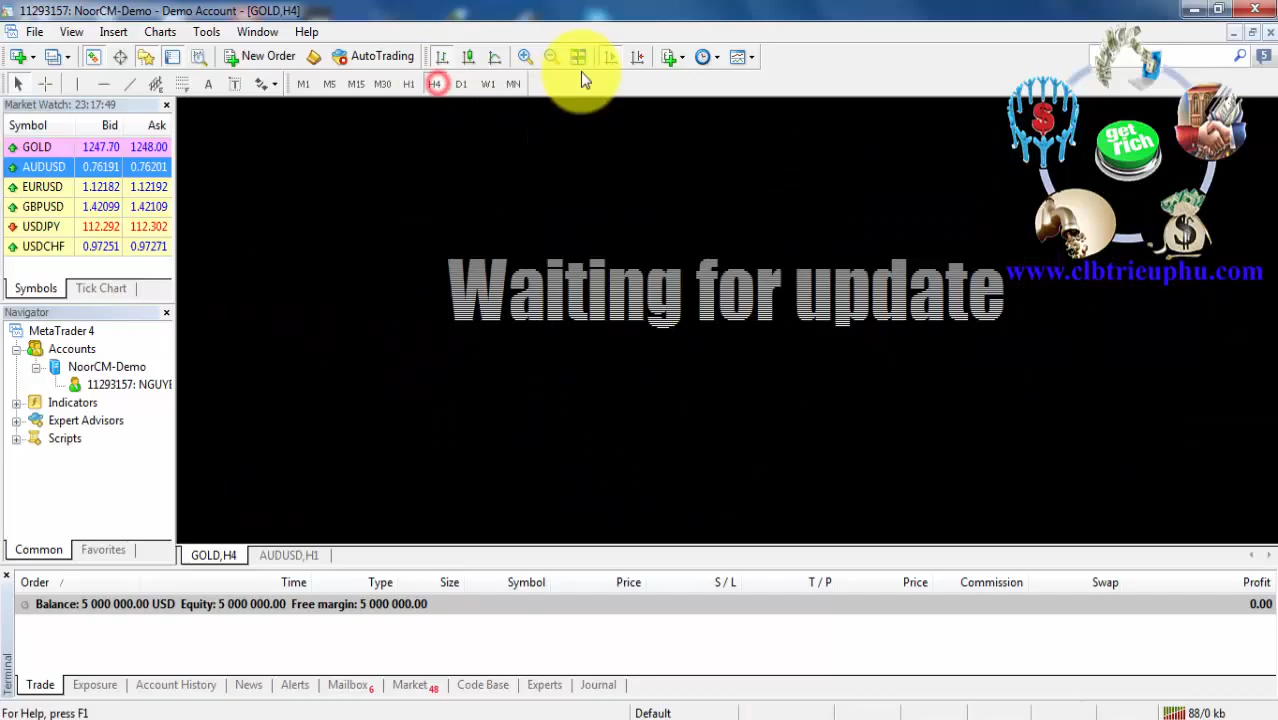 11293157: NoorCM-Demo - Demo Account - [GOLD,H4]
File View Insert Charts Tools Window Help
New Order AutoTrading 5
A T M1 M5 M15 M30 H1 H4 D1 W1 MN
Market Watch: 23:17:49
Symbol Bid Ask
GOLD 1247.70 1248.00
AUDUSD 0.76191 0.76201
EURUSD 1.12182 1.12192
GBPUSD 1.42099 1.42109
USDJPY 112.292 112.302
USDCHF 0.97251 0.97271
Symbols Tick Chart
get
rich
www.clbtrieuphu.com
Waiting for update
Navigator
MetaTrader 4
Accounts
NoorCM-Demo
11293157: NGUYE
Indicators
Expert Advisors
Scripts
Common Favorites
GOLD,H4 AUDUSD,H1
Order / Time Type Size Symbol Price S / L T / P Price Commission Swap Profit
Balance: 5 000 000.00 USD Equity: 5 000 000.00 Free margin: 5 000 000.00 0.00
Terminal
Trade Exposure Account History News Alerts Mailbox 6 Market 48 Code Base Experts Journal
For Help, press F1 Default 88/0 kb